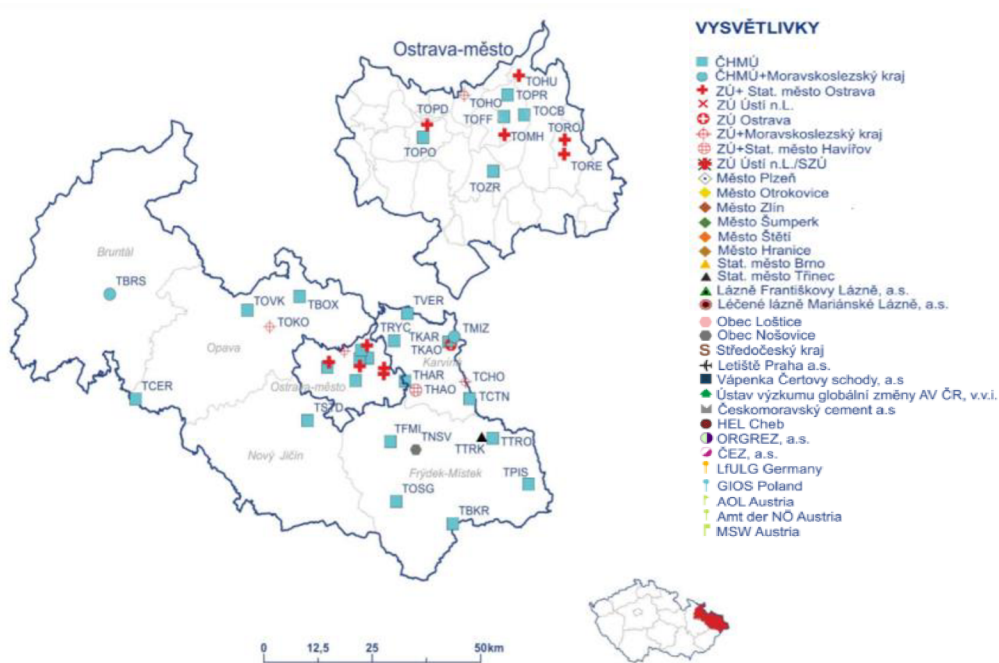 Ostrava-město
TOHU
TOPR
TOHO
TOPD
TOFF
TOCB
TOMH
TORO
TOPO
TORE
TOZR
Bruntál
TBRS
TOVK
TBOX
TVER
TOKO
TRYC
TKAR
TMIZ
TKAO
Karviná
Opava
TCER
Ostrava-město
THAR
THAO
TCHO
TCTN
TSTD
TFMI
TNSV
TTRK
TTRO
Nový Jičín
Frýdek-Místek
TPIS
TOSG
TBKR
0 12,5 25 50km
VYSVĚTLIVKY
ČHMÚ
ČHMÚ+Moravskoslezský kraj
ZÚ+ Stat. město Ostrava
ZÚ Ústí n.L.
ZÚ Ostrava
ZÚ+Moravskoslezský kraj
ZÚ+Stat. město Havířov
ZÚ Ústí n.L./SZÚ
Město Plzeň
Město Otrokovice
Město Zlín
Město Šumperk
Město Štětí
Město Hranice
Stat. město Brno
Stat. město Třinec
Lázně Františkovy Lázně, a.s.
Léčené lázně Mariánské Lázně, a.s.
Obec Loštice
Obec Nošovice
Středočeský kraj
Letiště Praha a.s.
Vápenka Čertovy schody, a.s
Ústav výzkumu globální změny AV ČR, v.v.i.
Českomoravský cement a.s
HEL Cheb
ORGREZ, a.s.
ČEZ, a.s.
LfULG Germany
GIOS Poland
AOL Austria
Amt der NÖ Austria
MSW Austria